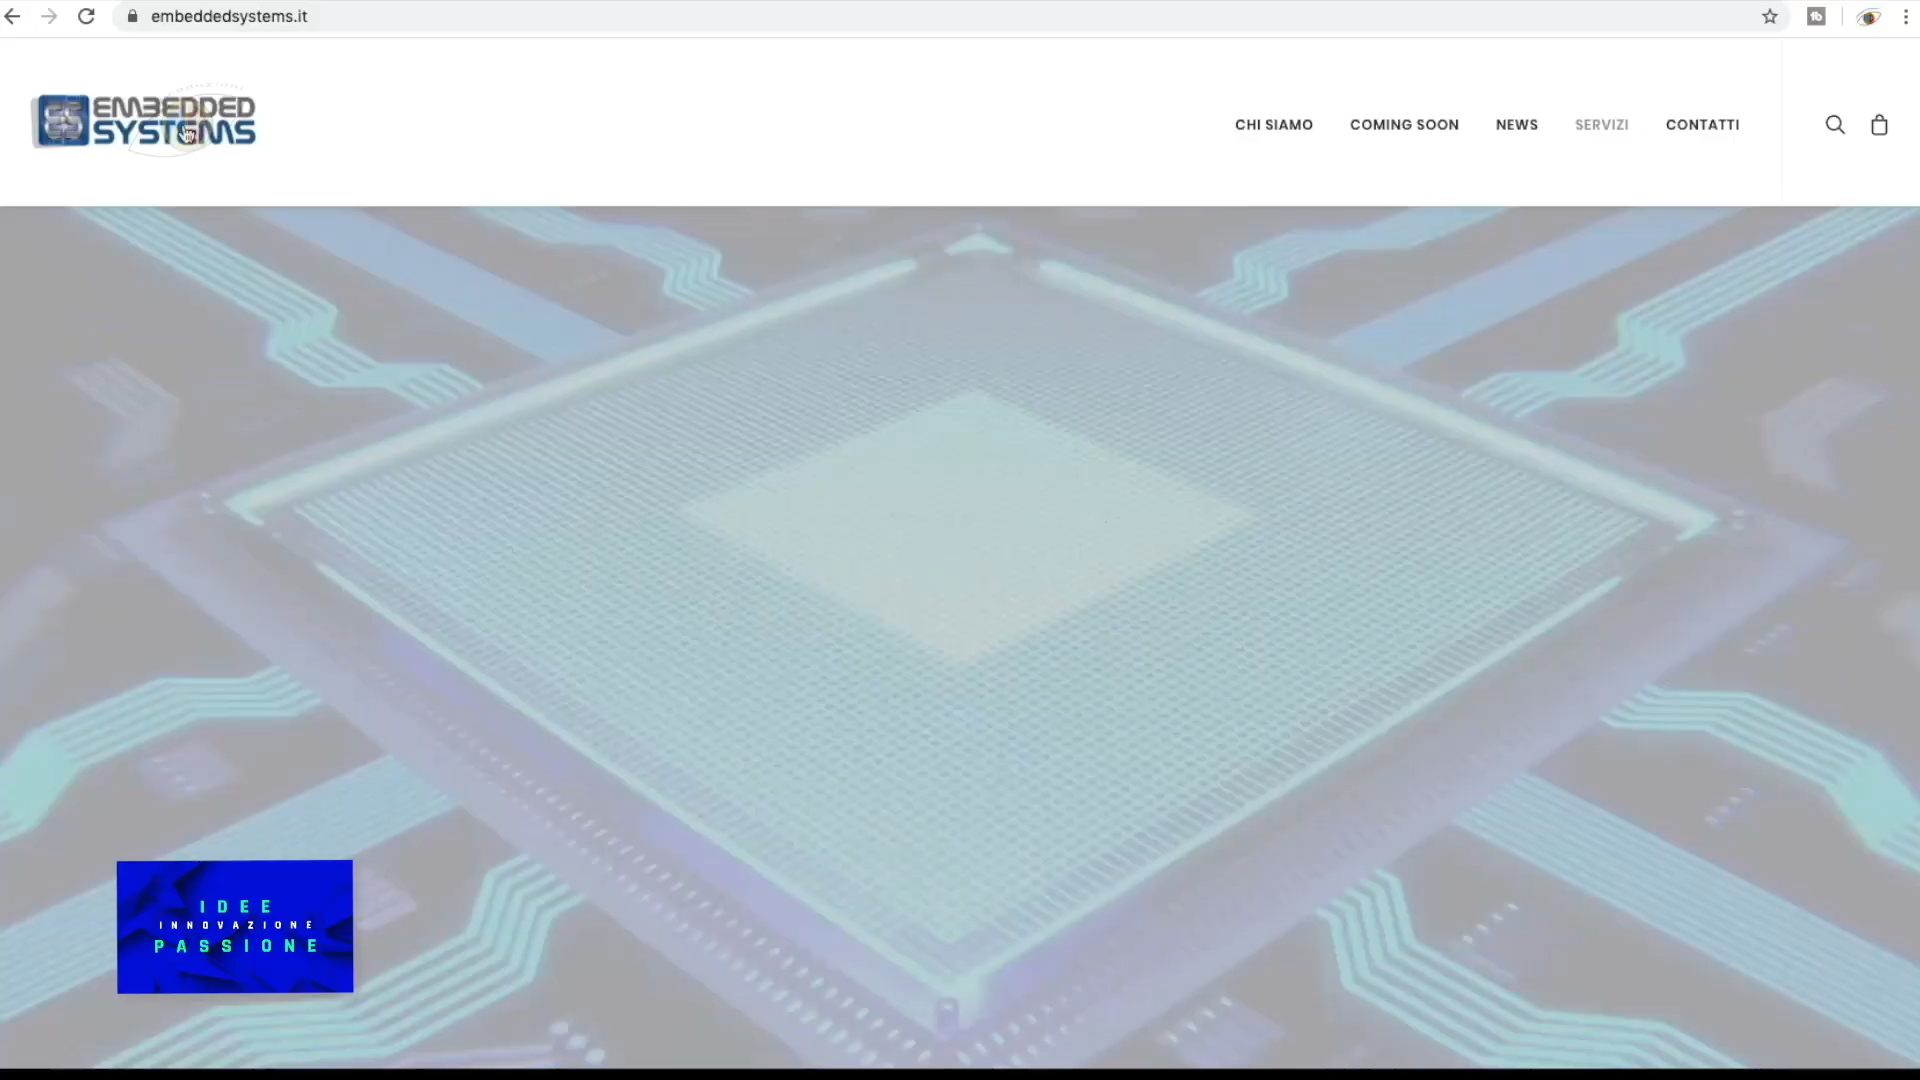 embeddedsystems.it
EMBEDDED
SYSTEMS
CHI SIAMO
COMING SOON
NEWS
SERVIZI
CONTATTI
IDEE
INNOVAZIONE
PASSIONE